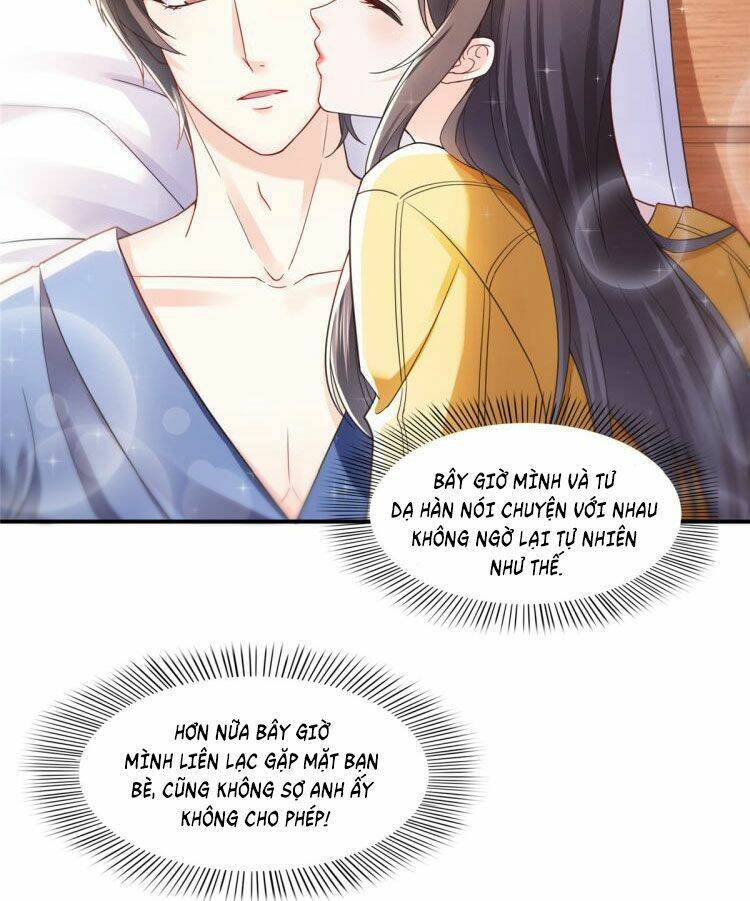 BÂY GIỜ MÌNH VÀ TƯ
DẠ HÀN NÓI CHUYỆN VỚI NHAU
KHÔNG NGỜ LẠI TỰ NHIÊN
NHƯ THẾ.
HƠN NỮA BÂY GIỜ
MÌNH LIÊN LẠC GẶP MẶT BẠN
BÈ, CŨNG KHÔNG SỢ ANH ẤY
KHÔNG CHO PHÉP!